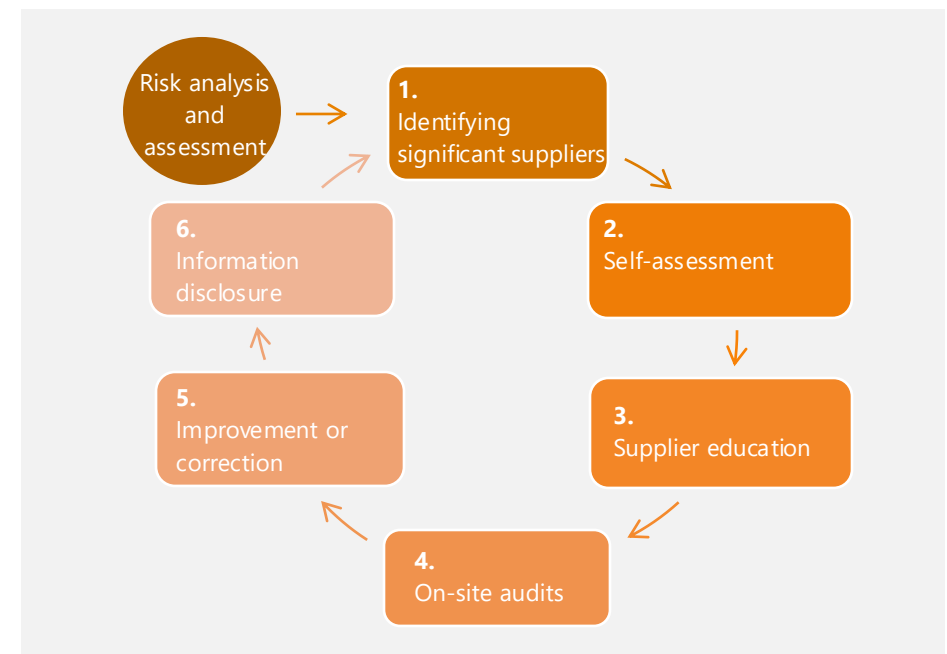 Risk analysis
and
assessment
1.
Identifying
significant suppliers
2.
Self-assessment
3.
Supplier education
4.
On-site audits
5.
Improvement or
correction
6.
Information
disclosure